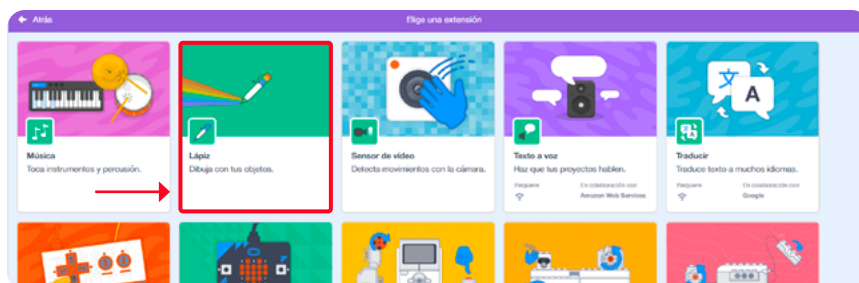 ← Atrás
Elige una extensión
Música
Toca instrumentos y percusión.
Lápiz
Dibuja con tus objetos.
Sensor de vídeo
Detecta movimientos con la cámara.
Texto a voz
Haz que tus proyectos hablen.
Requiere
En colaboración con
Amazon Web Services
文
A
Traducir
Traduce texto a muchos idiomas.
Requiere
En colaboración con
Google